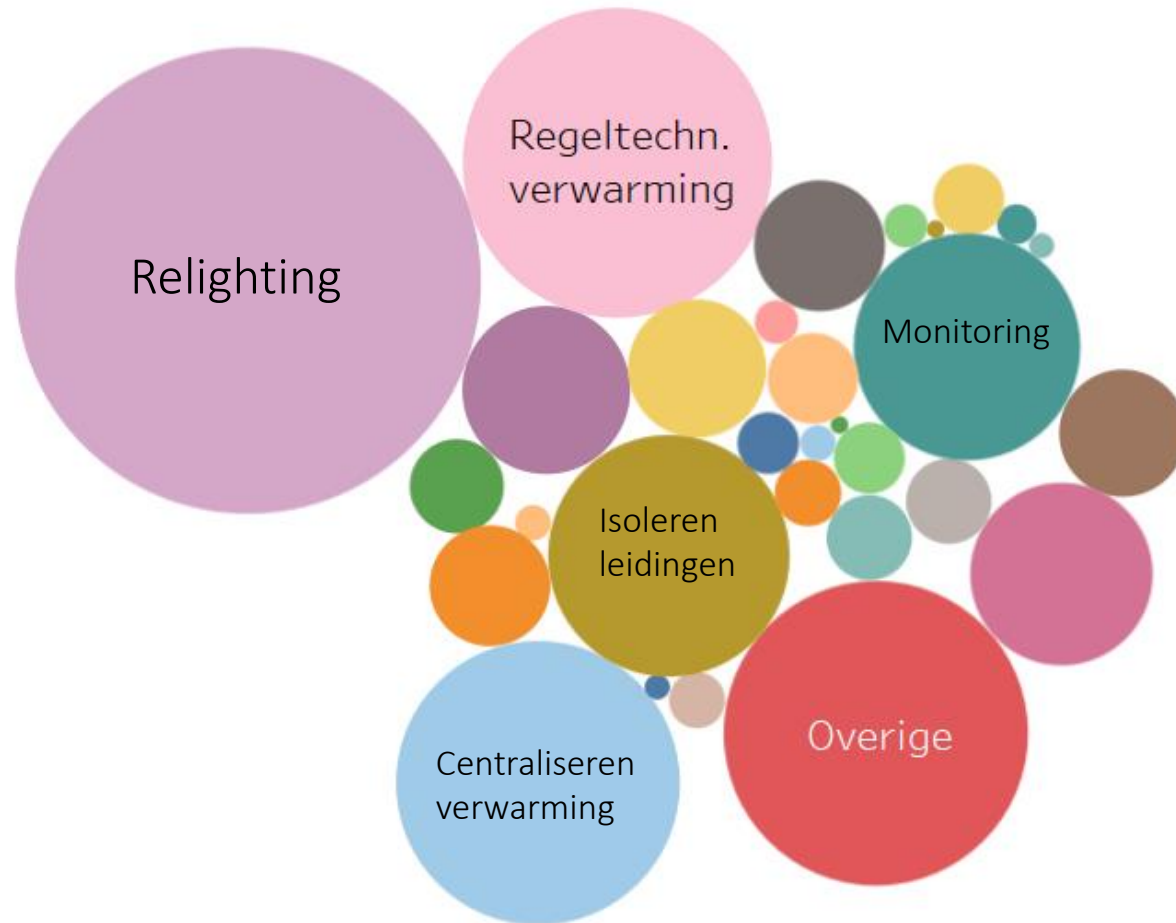 Relighting
Regeltechn.
verwarming
Monitoring
Isoleren
leidingen
Overige
Centraliseren
verwarming